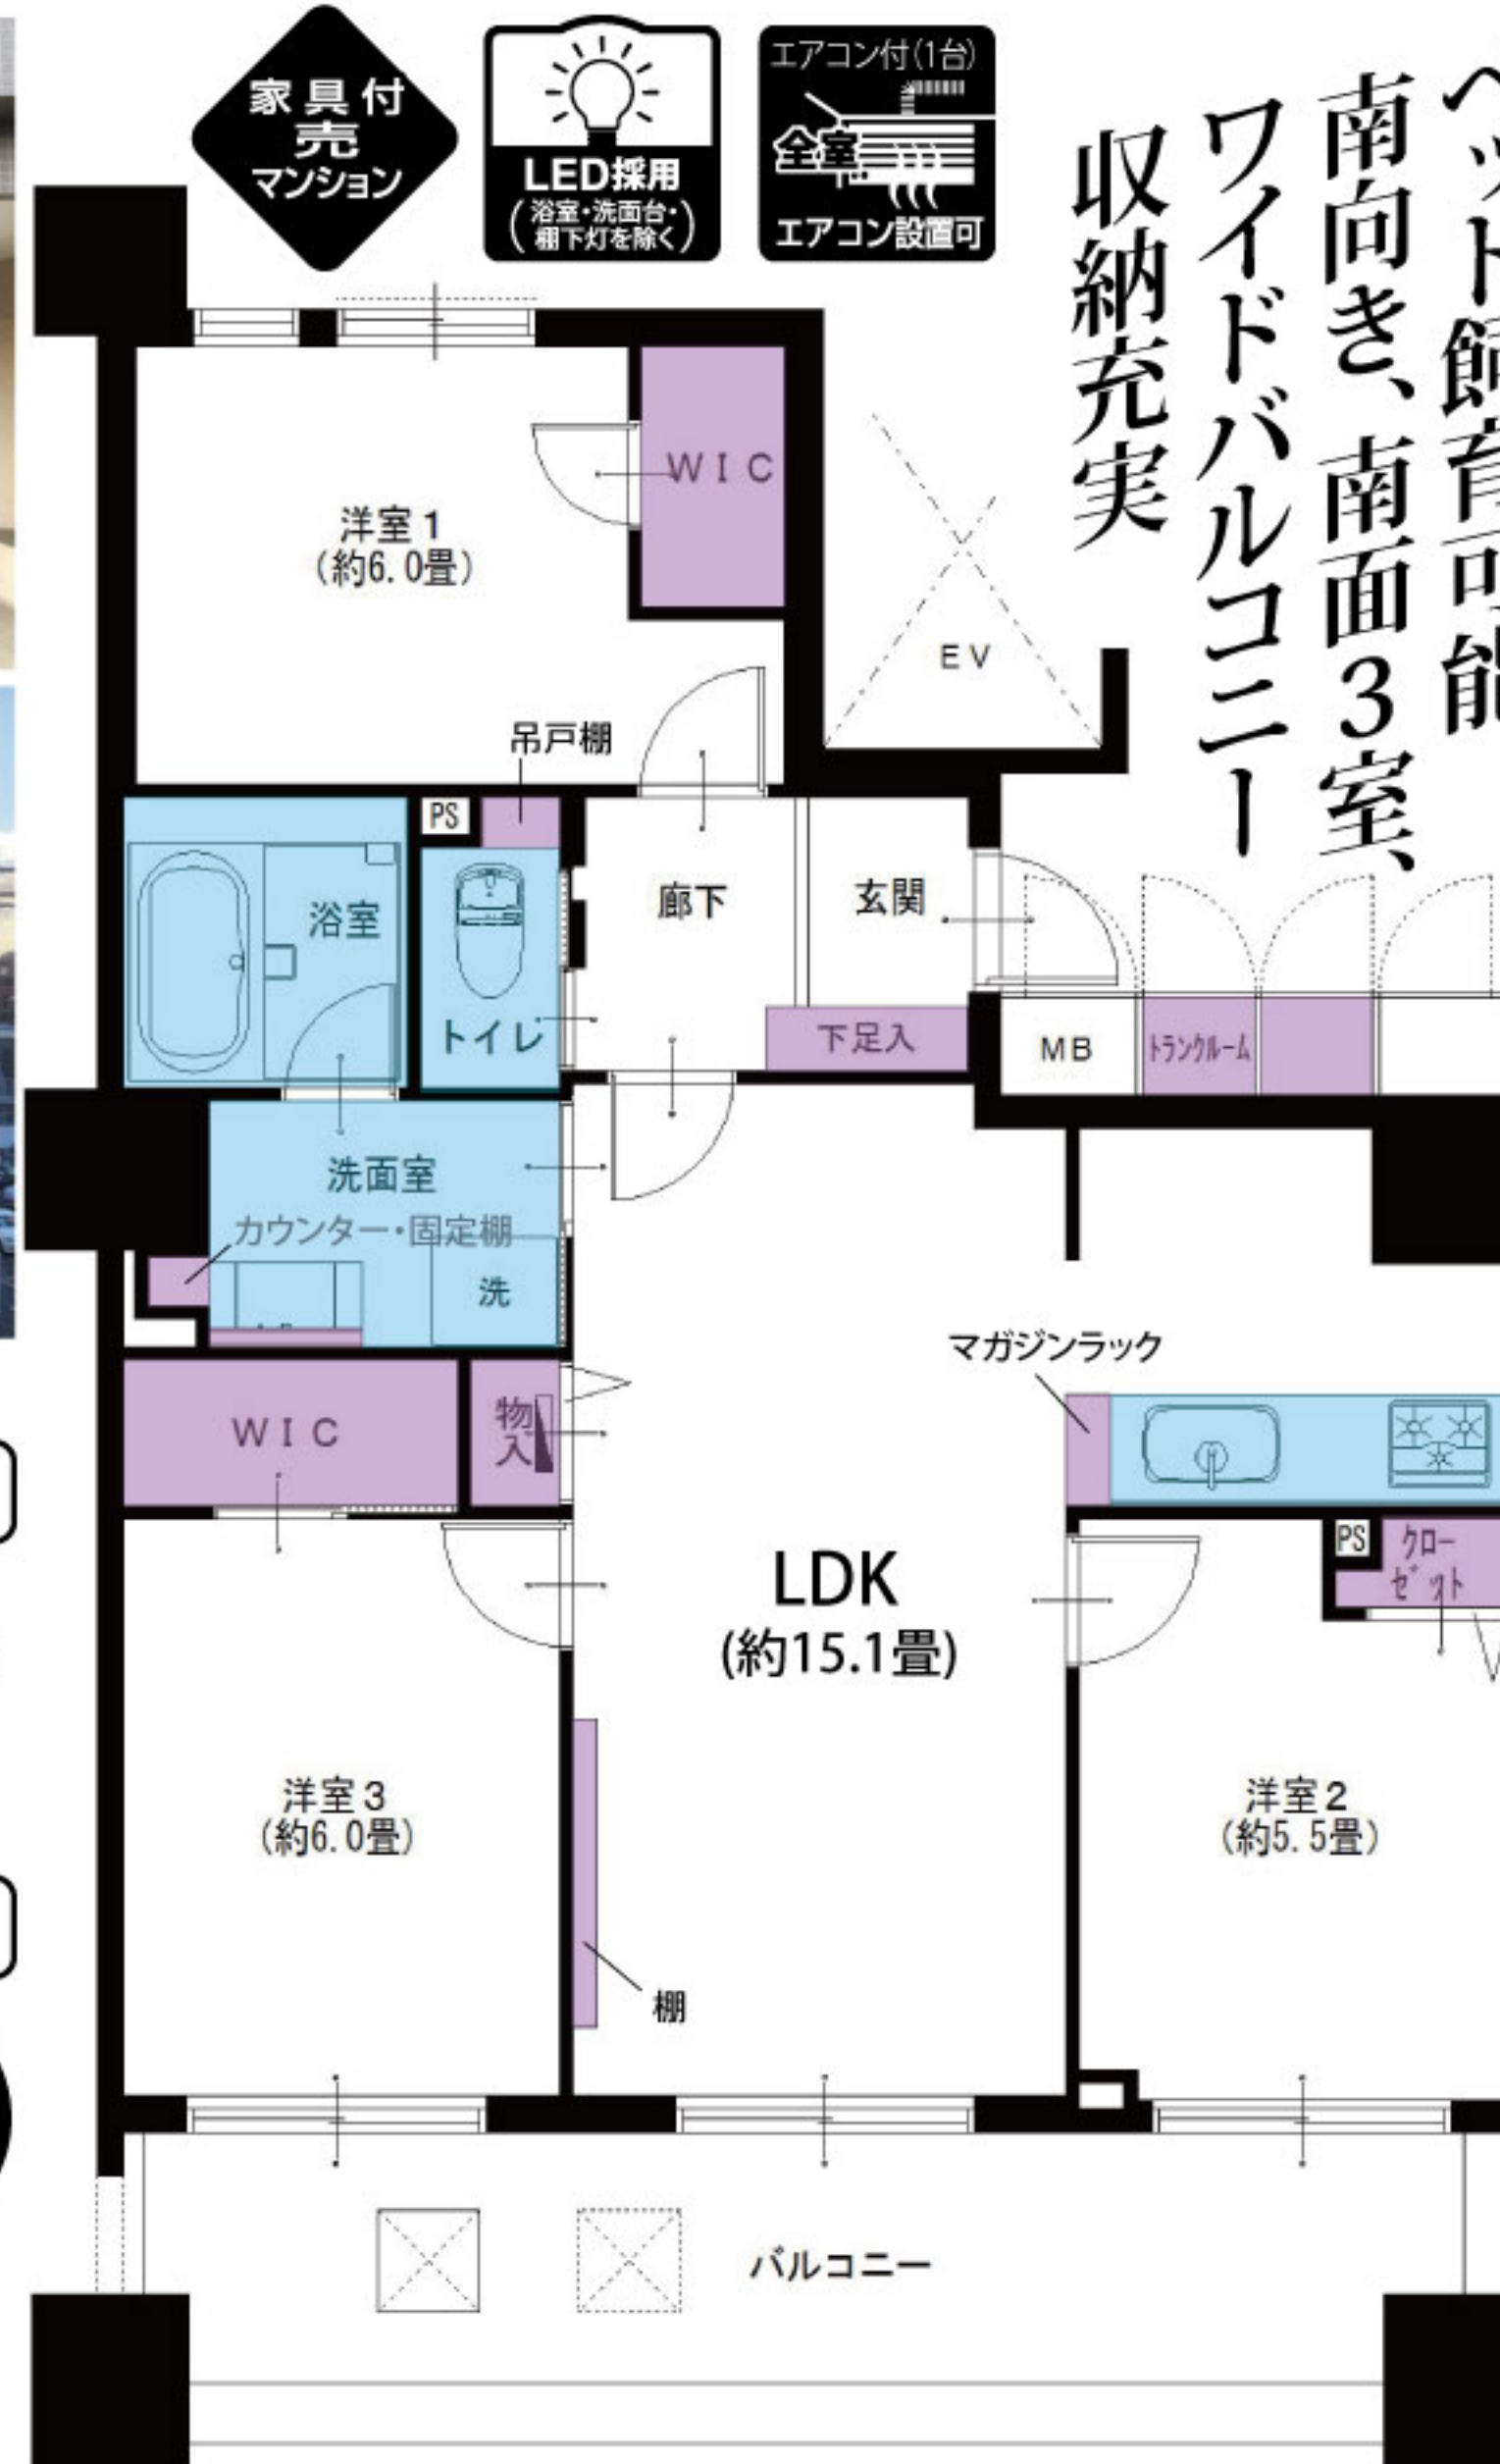 家具付
売
マンション
LED採用
(浴室・洗面台・
棚下灯を除く)
エアコン付(1台)
全室
エアコン設置可
ペット飼育可能
南向き、南面3室、
ワイドバルコニー
収納充実
WIC
洋室1
(約6.0畳)
EV
吊戸棚
PS
浴室
トイレ
廊下
玄関
下足入
MB
トランクルーム
洗面室
カウンター・固定棚
洗
マガジンラック
WIC
物入
LDK
(約15.1畳)
PS
クローゼット
洋室3
(約6.0畳)
洋室2
(約5.5畳)
棚
バルコニー